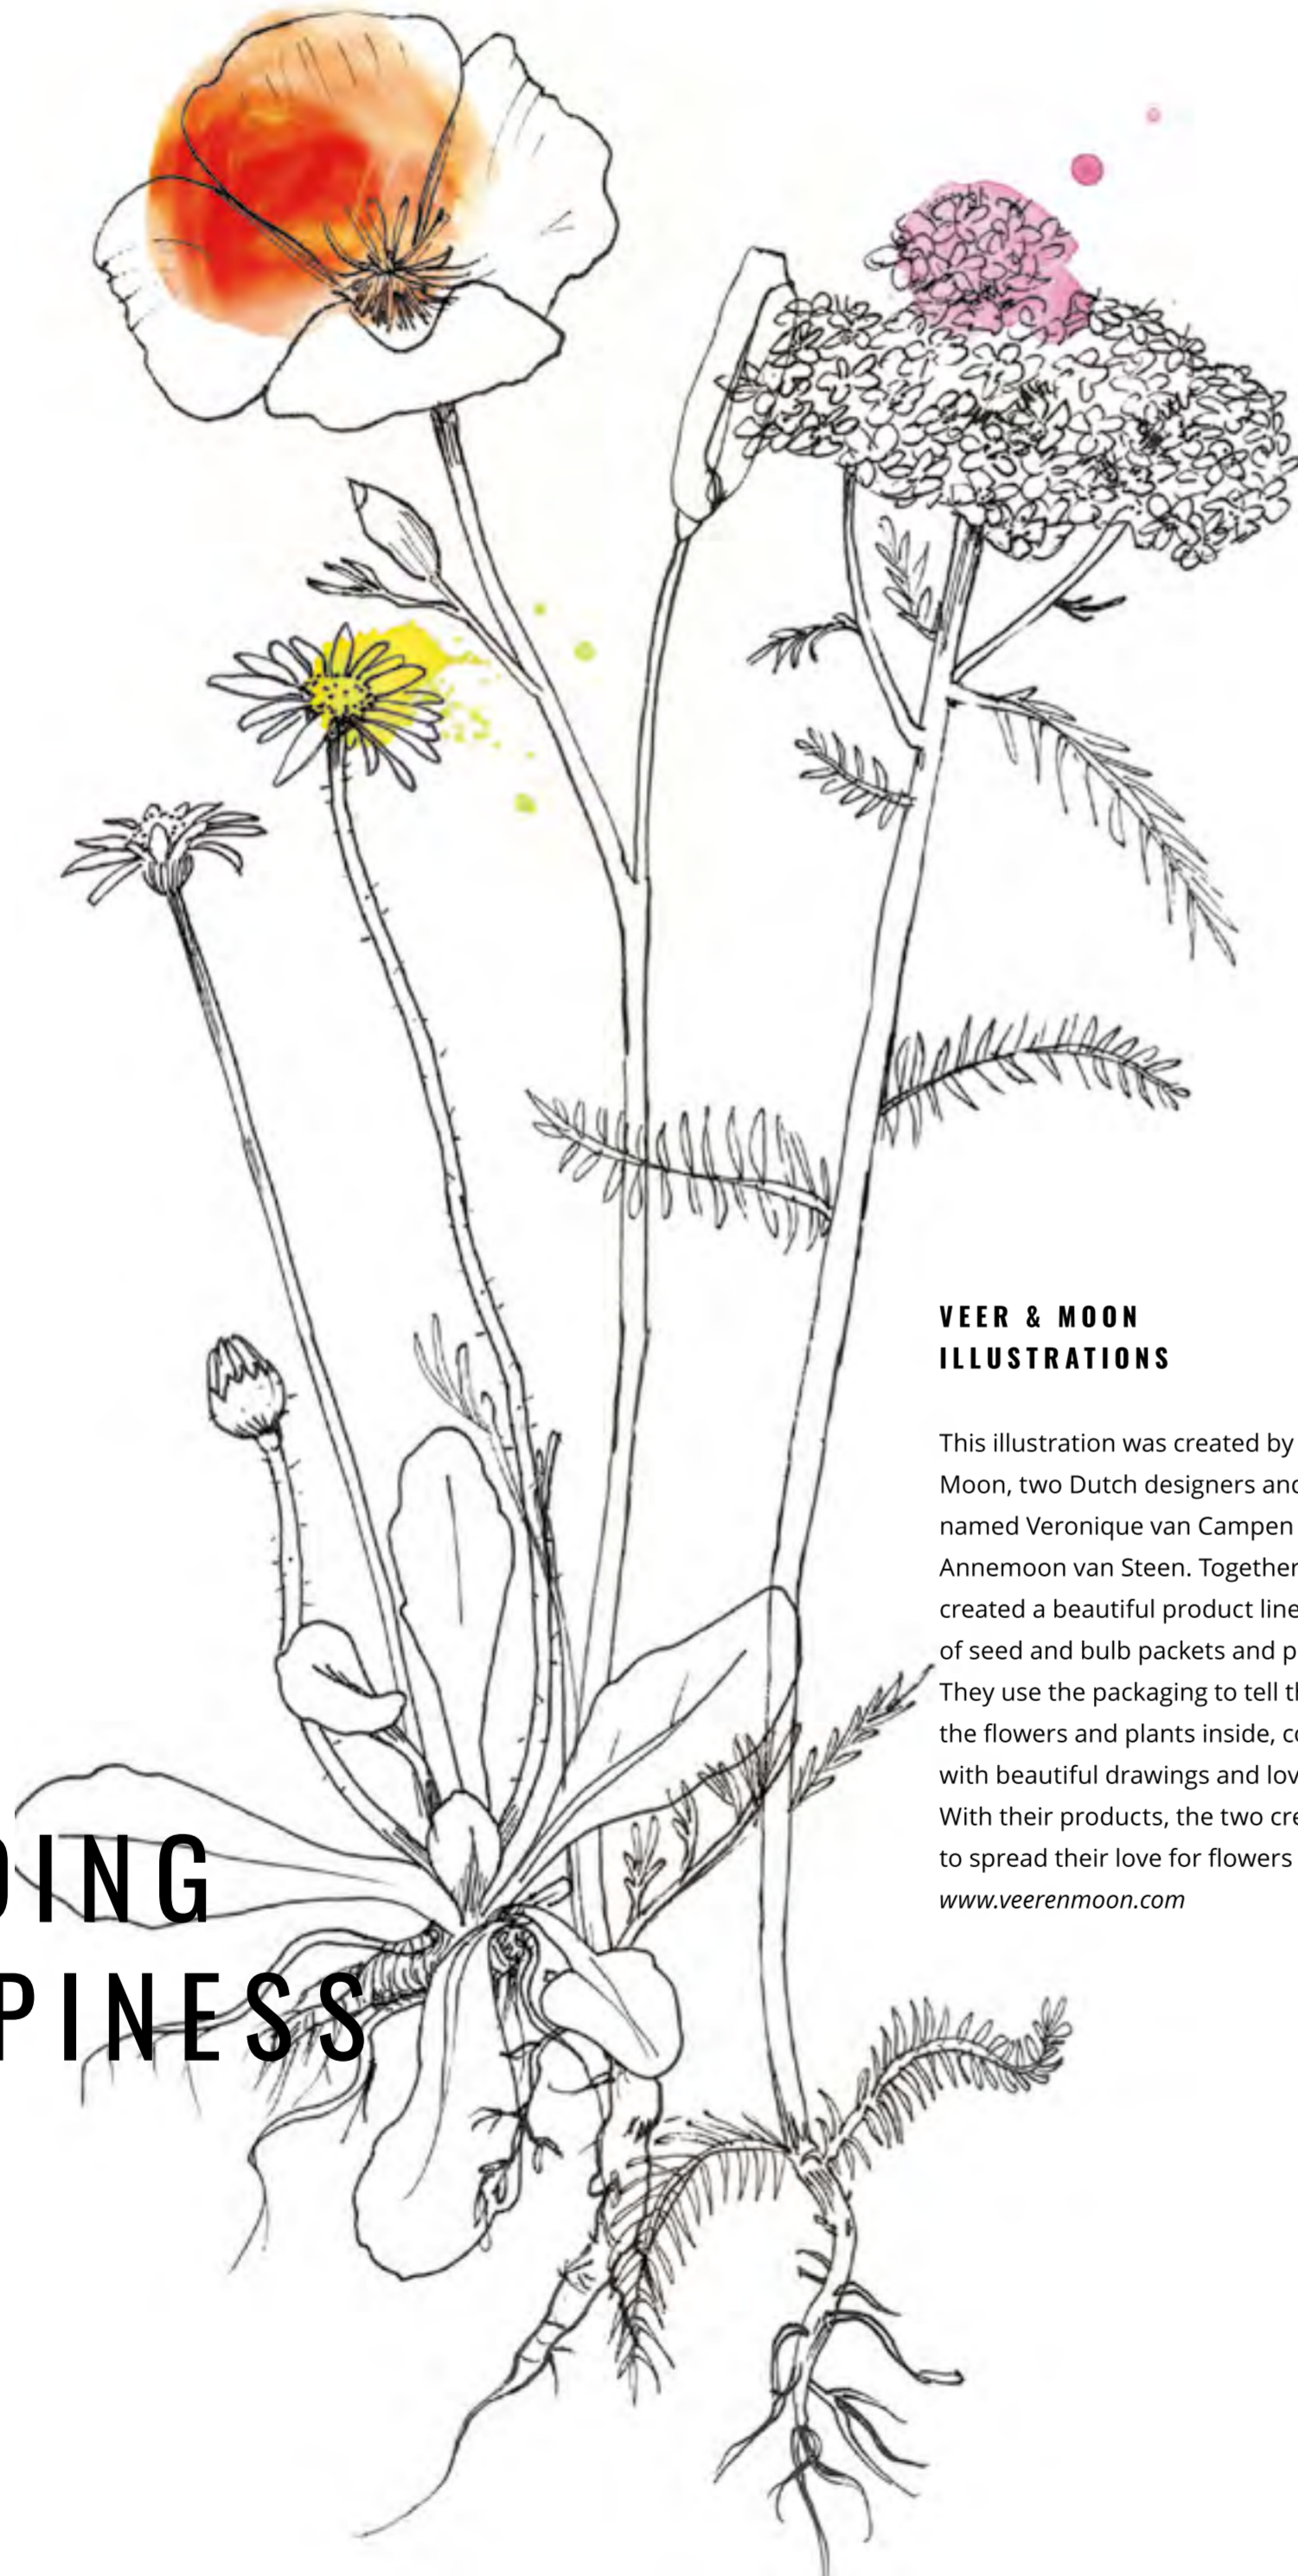 VEER & MOON
ILLUSTRATIONS
This illustration was created by
Moon, two Dutch designers and
named Veronique van Campen
Annemoon van Steen. Together
created a beautiful product line
of seed and bulb packets and
They use the packaging to tell
the flowers and plants inside,
with beautiful drawings and
With their products, the two
to spread their love for flowers
www.veerenmoon.com
DING
PINESS